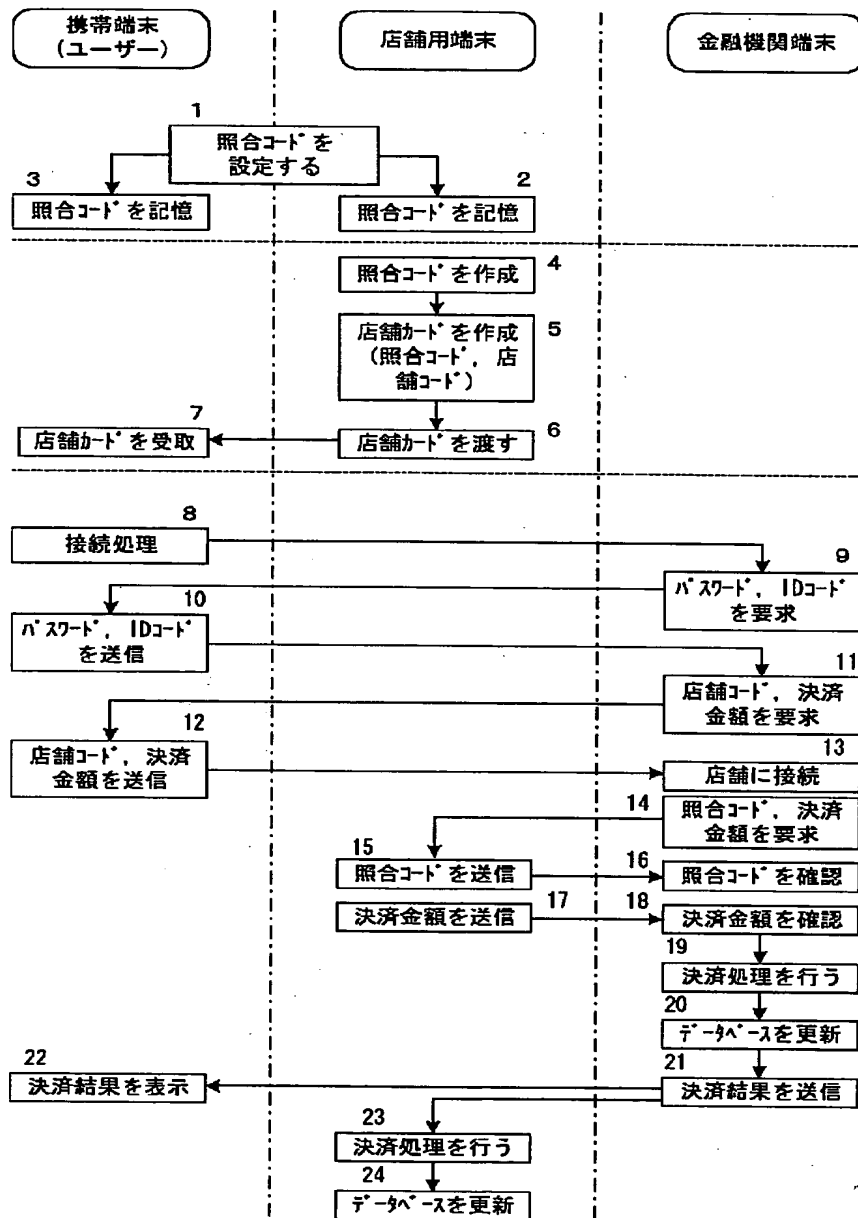 携帯端末
(ユーザー)
店舗用端末
金融機関端末
1
照合ｺｰﾄﾞを
設定する
3
照合ｺｰﾄﾞを記憶
2
照合ｺｰﾄﾞを記憶
4
照合ｺｰﾄﾞを作成
5
店舗ｶｰﾄﾞを作成
(照合ｺｰﾄﾞ, 店
舗ｺｰﾄﾞ)
7
店舗ｶｰﾄﾞを受取
6
店舗ｶｰﾄﾞを渡す
8
接続処理
9
ﾊﾟｽﾜｰﾄﾞ, IDｺｰﾄﾞ
を要求
10
ﾊﾟｽﾜｰﾄﾞ, IDｺｰﾄﾞ
を送信
11
店舗ｺｰﾄﾞ, 決済
金額を要求
12
店舗ｺｰﾄﾞ, 決済
金額を送信
13
店舗に接続
14
照合ｺｰﾄﾞ, 決済
金額を要求
15
照合ｺｰﾄﾞを送信
16
照合ｺｰﾄﾞを確認
決済金額を送信
17
18
決済金額を確認
19
決済処理を行う
20
ﾃﾞｰﾀﾍﾞｰｽを更新
22
決済結果を表示
21
決済結果を送信
23
決済処理を行う
24
ﾃﾞｰﾀﾍﾞｰｽを更新